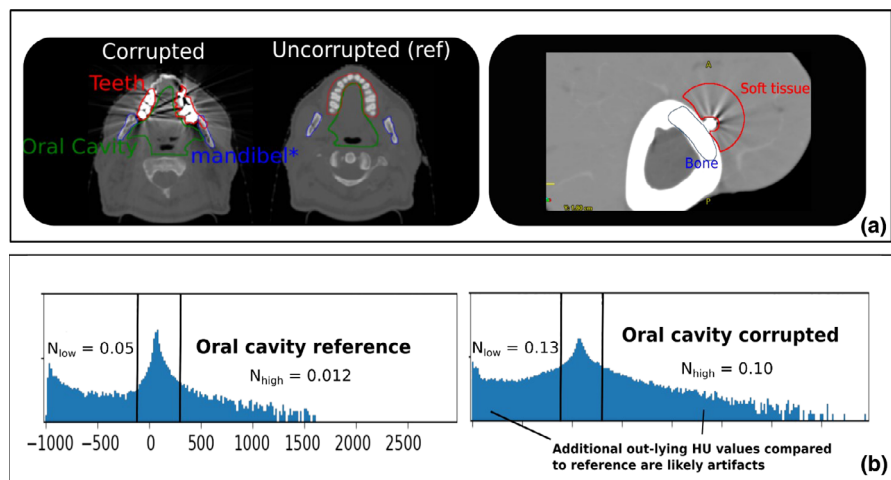 Corrupted
Uncorrupted (ref)
Teeth
Oral Cavity
mandibel*
A
Soft tissue
Bone
P
(a)
N_low = 0.05
Oral cavity reference
N_high = 0.012
−1000 −500 0 500 1000 1500 2000 2500
N_low = 0.13
Oral cavity corrupted
N_high = 0.10
Additional out-lying HU values compared
to reference are likely artifacts
(b)